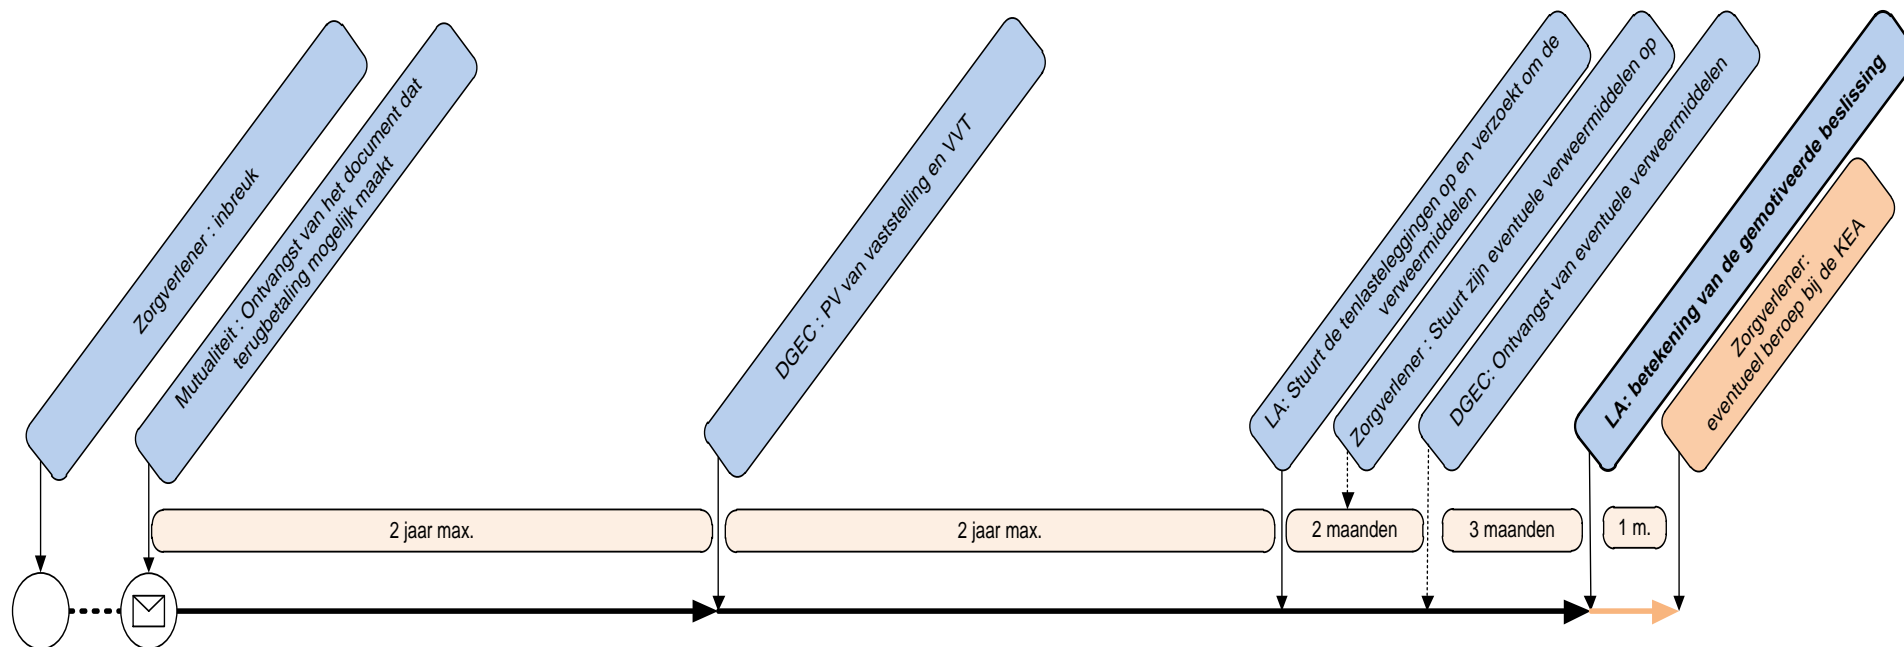 Zorgverlener : inbreuk
Mutualiteit : Ontvangst van het document dat
terugbetaling mogelijk maakt
DGEC : PV van vaststelling en VVT
LA: Stuurt de tenlasteleggingen op en verzoekt om de
verweermiddelen
Zorgverlener : Stuurt zijn eventuele verweermiddelen op
DGEC: Ontvangst van eventuele verweermiddelen
LA: betekening van de gemotiveerde beslissing
Zorgverlener:
eventueel beroep bij de KEA
2 jaar max.
2 jaar max.
2 maanden
3 maanden
1 m.